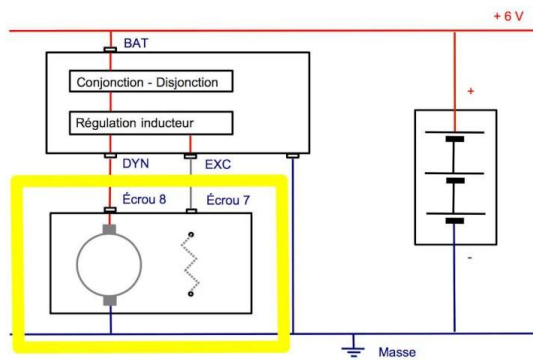 + 6 V
BAT
Conjonction - Disjonction
+
Régulation inducteur
DYN
EXC
Écrou 8
Écrou 7
-
Masse